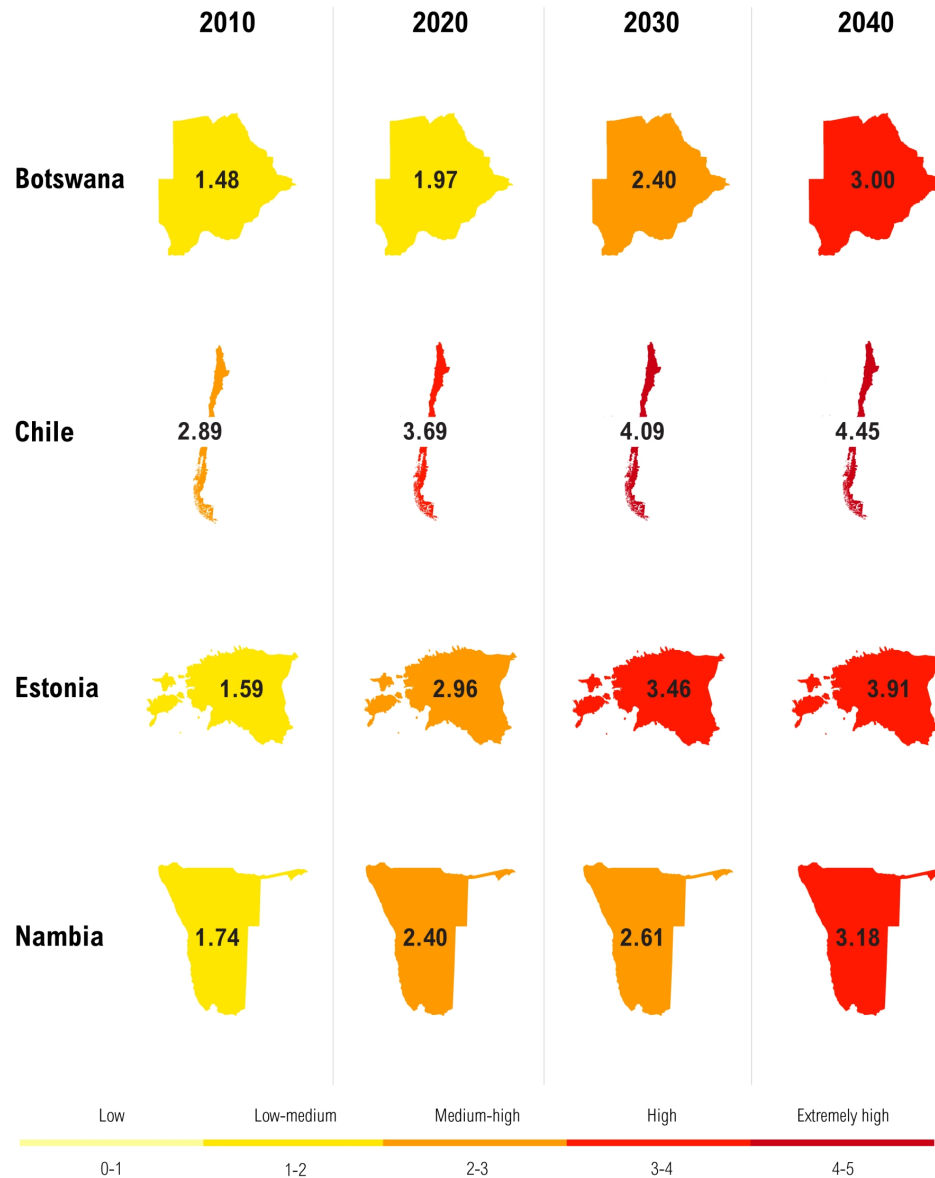 2010 2020 2030 2040
Botswana 1.48 1.97 2.40 3.00
Chile 2.89 3.69 4.09 4.45
Estonia 1.59 2.96 3.46 3.91
Nambia 1.74 2.40 2.61 3.18
Low Low-medium Medium-high High Extremely high
0-1 1-2 2-3 3-4 4-5